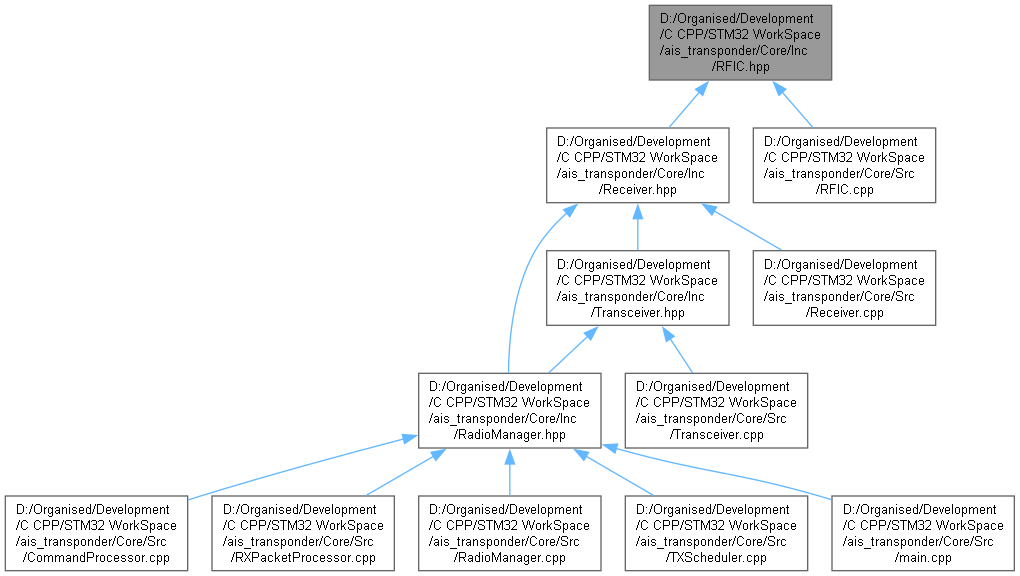 D:/Organised/Development
/C CPP/STM32 WorkSpace
/ais_transponder/Core/Inc
/RFIC.hpp
D:/Organised/Development
/C CPP/STM32 WorkSpace
/ais_transponder/Core/Inc
/Receiver.hpp
D:/Organised/Development
/C CPP/STM32 WorkSpace
/ais_transponder/Core/Src
/RFIC.cpp
D:/Organised/Development
/C CPP/STM32 WorkSpace
/ais_transponder/Core/Inc
/Transceiver.hpp
D:/Organised/Development
/C CPP/STM32 WorkSpace
/ais_transponder/Core/Src
/Receiver.cpp
D:/Organised/Development
/C CPP/STM32 WorkSpace
/ais_transponder/Core/Inc
/RadioManager.hpp
D:/Organised/Development
/C CPP/STM32 WorkSpace
/ais_transponder/Core/Src
/Transceiver.cpp
D:/Organised/Development
/C CPP/STM32 WorkSpace
/ais_transponder/Core/Src
/CommandProcessor.cpp
D:/Organised/Development
/C CPP/STM32 WorkSpace
/ais_transponder/Core/Src
/RXPacketProcessor.cpp
D:/Organised/Development
/C CPP/STM32 WorkSpace
/ais_transponder/Core/Src
/RadioManager.cpp
D:/Organised/Development
/C CPP/STM32 WorkSpace
/ais_transponder/Core/Src
/TXScheduler.cpp
D:/Organised/Development
/C CPP/STM32 WorkSpace
/ais_transponder/Core/Src
/main.cpp